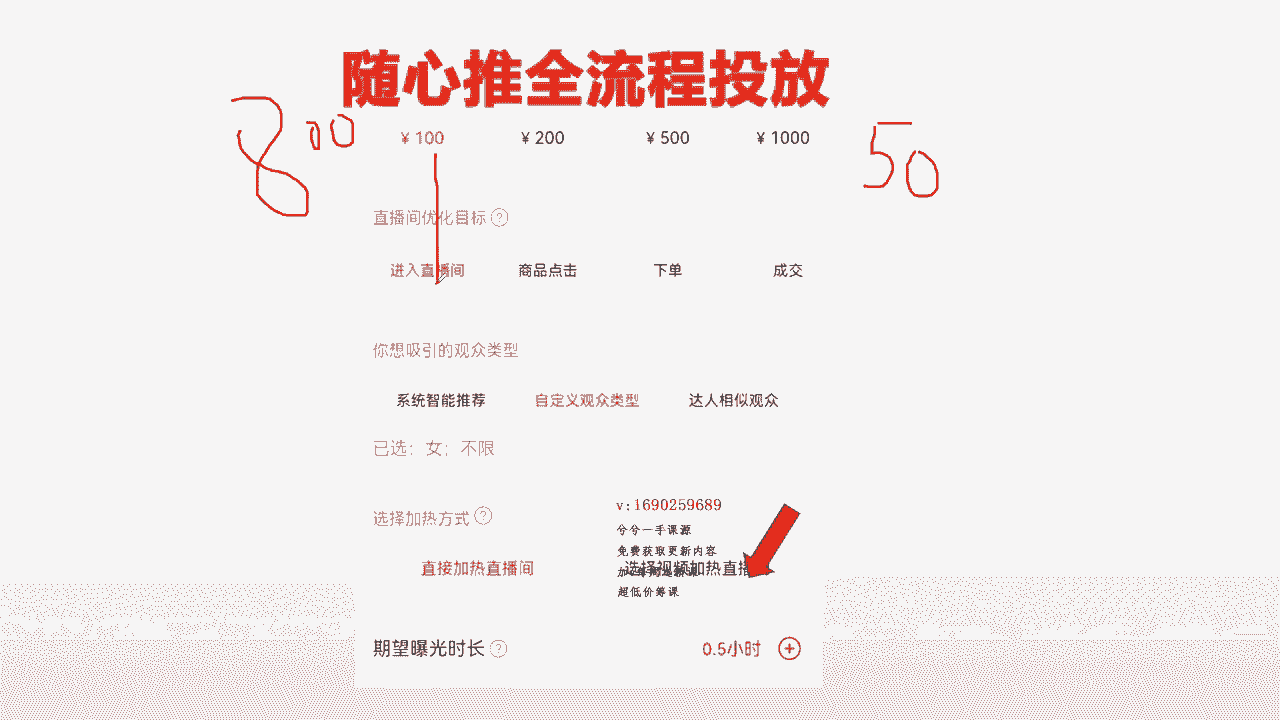 随心推全流程投放
800 ¥ 100 ¥ 200 ¥ 500 ¥ 1000 50
直播间优化目标 ?
进入直播间 商品点击 下单 成交
你想吸引的观众类型
系统智能推荐 自定义观众类型 达人相似观众
已选：女；不限
v:1690259689
选择加热方式 ?
兮兮一手课源
免费获取更新内容
直接加热直播间 选择视频加热直播
超低价筹课
期望曝光时长 ? 0.5小时 +